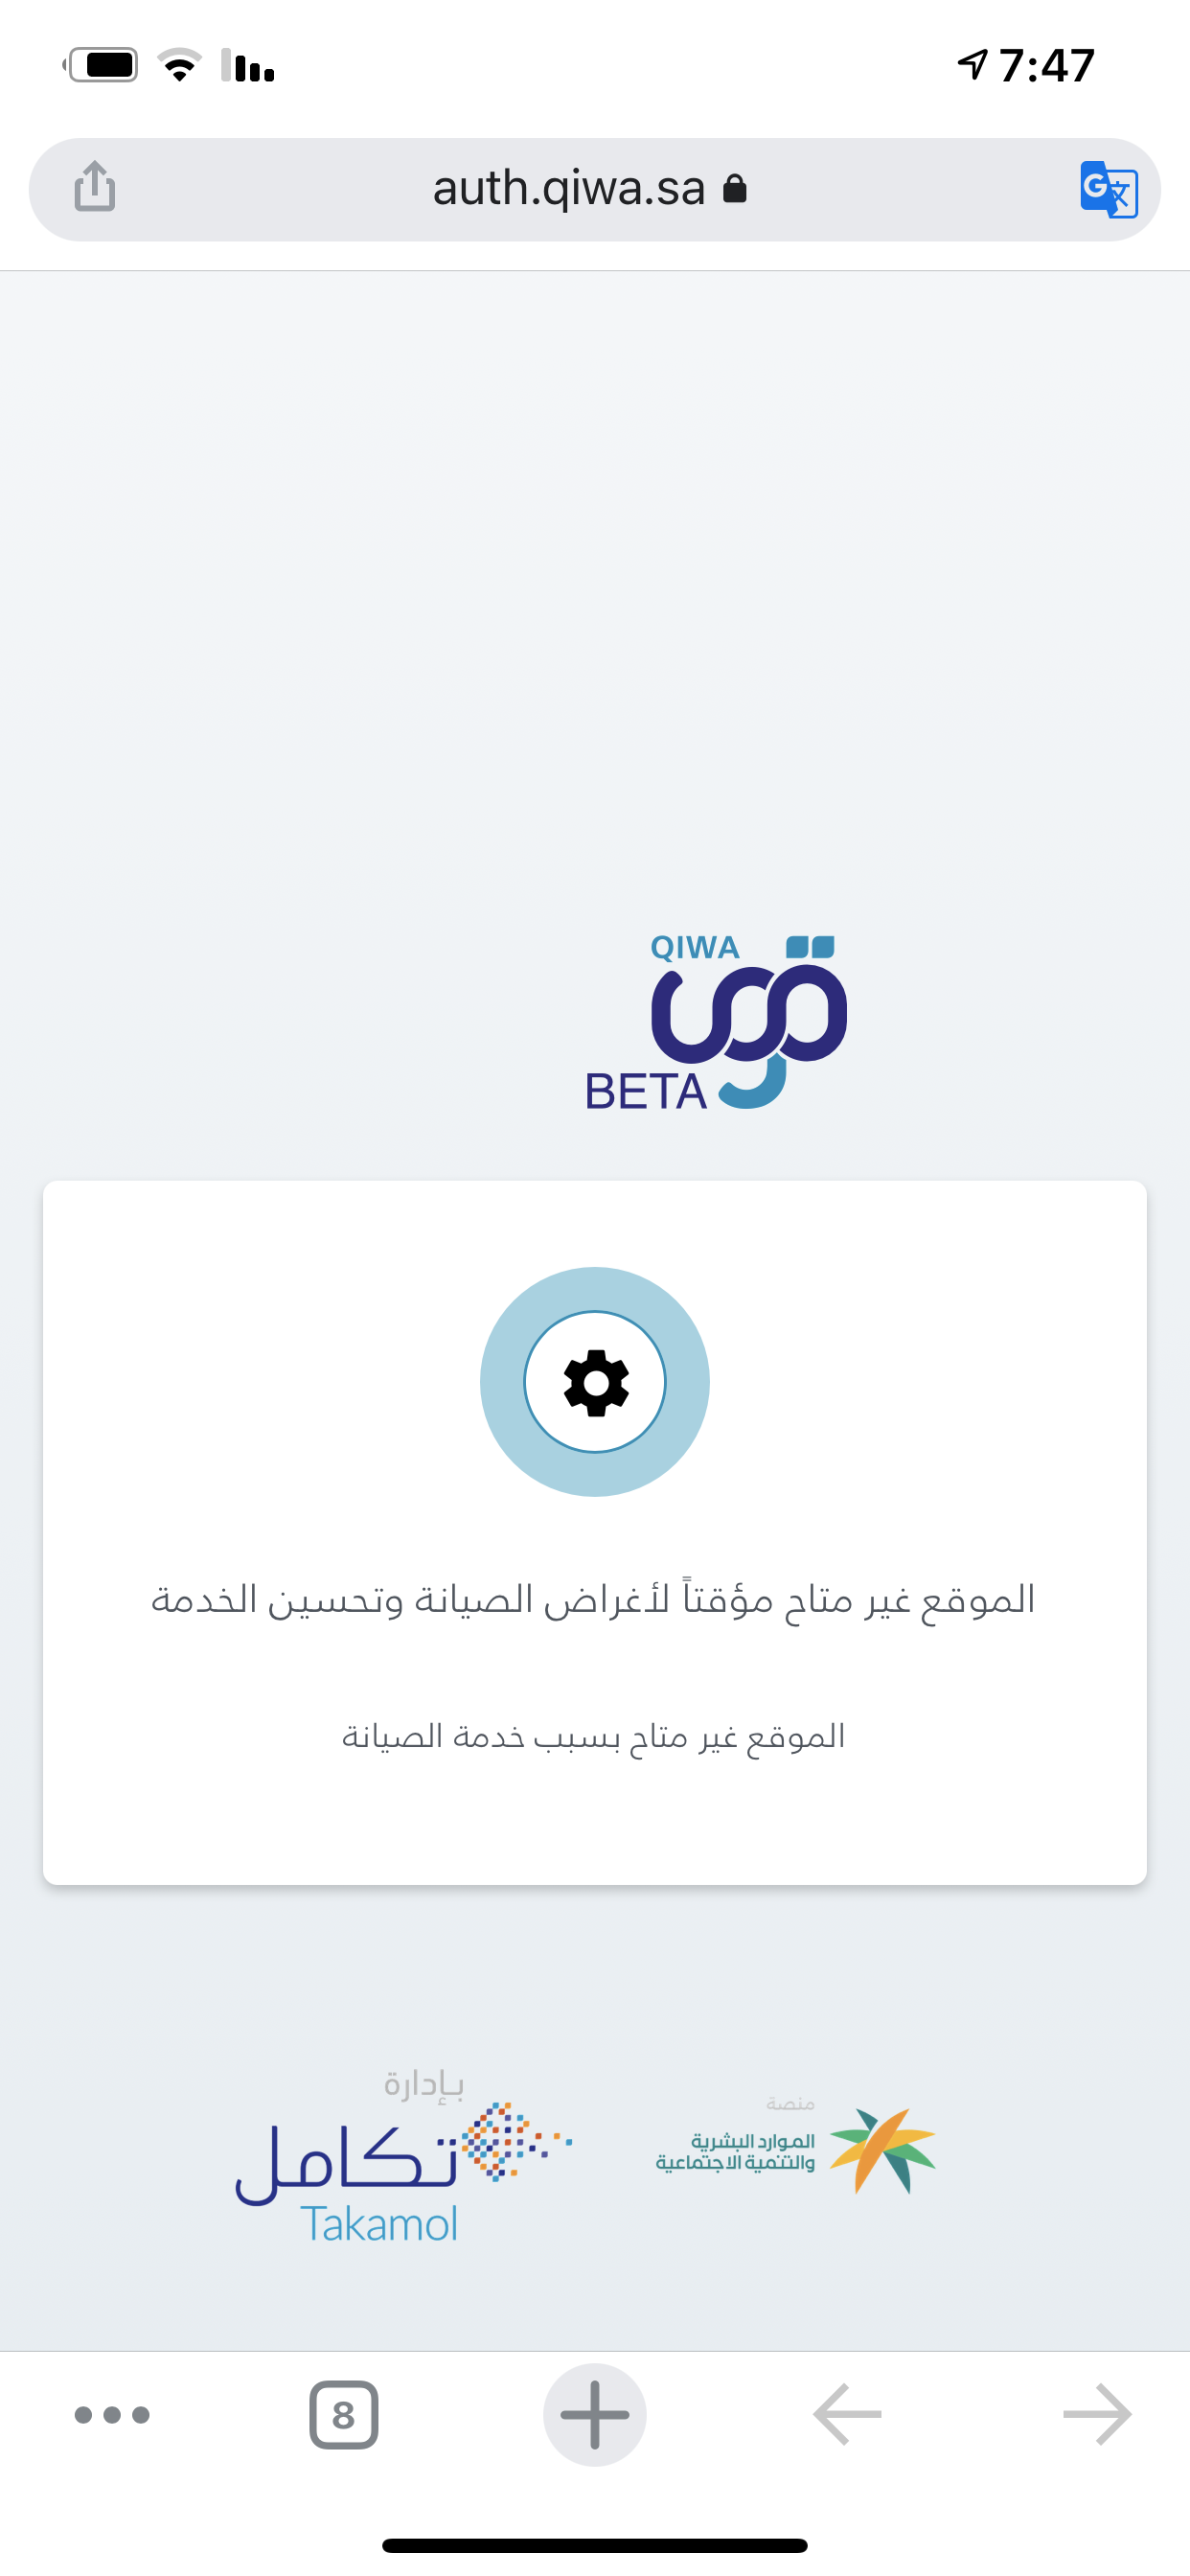 7:47
auth.qiwa.sa
QIWA
قوى
BETA
الموقع غير متاح مؤقتاً لأغراض الصيانة وتحسين الخدمة
الموقع غير متاح بسبب خدمة الصيانة
منصة
الموارد البشرية
والتنمية الاجتماعية
بإدارة
تكامل
Takamol
8